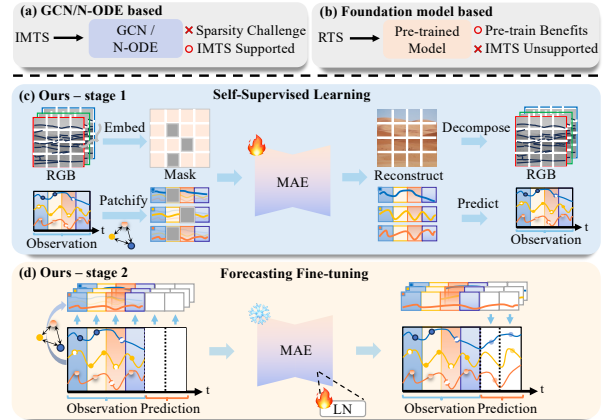 (a) GCN/N-ODE based
IMTS
GCN /
N-ODE
Sparsity Challenge
IMTS Supported
(b) Foundation model based
RTS
Pre-trained
Model
Pre-train Benefits
IMTS Unsupported
(c) Ours – stage 1
Self-Supervised Learning
Embed
RGB
Mask
MAE
Reconstruct
Decompose
RGB
Patchify
Observation
t
Predict
Observation
t
(d) Ours – stage 2
Forecasting Fine-tuning
MAE
LN
t
Observation Prediction
t
Observation Prediction